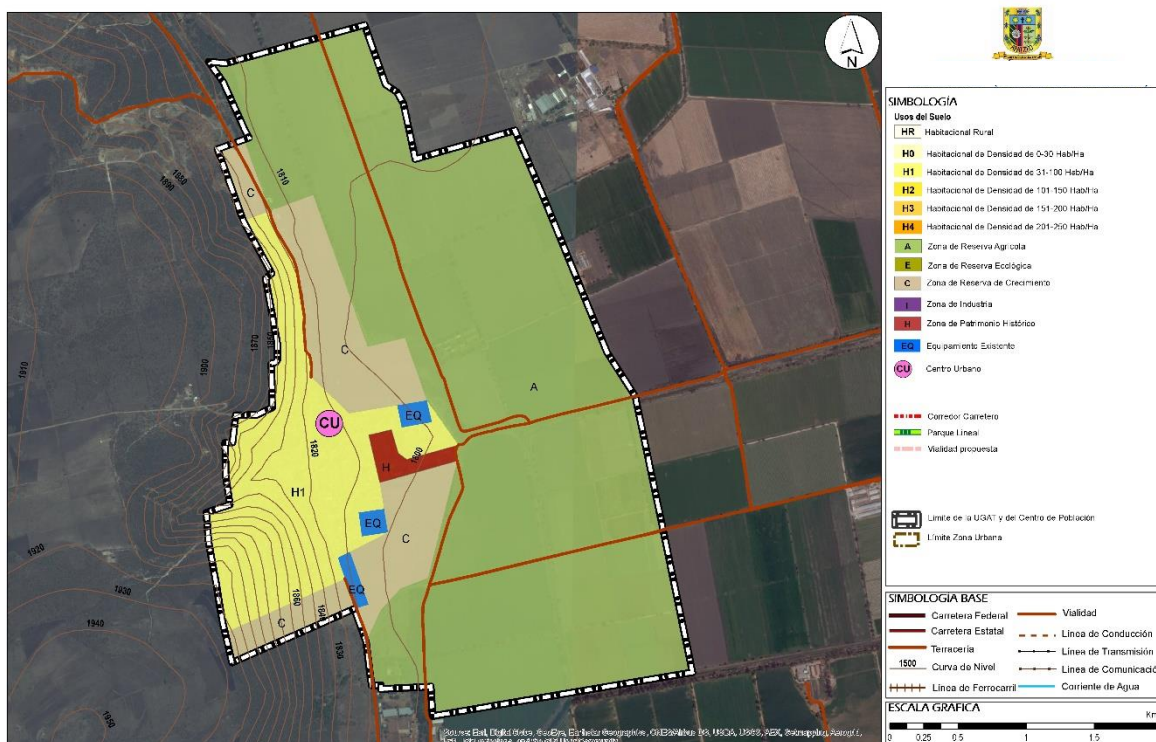 N
SIMBOLOGÍA
Usos del Suelo
HR Habitacional Rural
H0 Habitacional de Densidad de 0-30 Hab/Ha
H1 Habitacional de Densidad de 31-100 Hab/Ha
H2 Habitacional de Densidad de 101-150 Hab/Ha
H3 Habitacional de Densidad de 151-200 Hab/Ha
H4 Habitacional de Densidad de 201-250 Hab/Ha
A Zona de Reserva Agrícola
E Zona de Reserva Ecológica
C Zona de Reserva de Crecimiento
I Zona de Industria
H Zona de Patrimonio Histórico
EQ Equipamiento Existente
CU Centro Urbano
Corredor Carretero
Parque Lineal
Vialidad propuesta
Límite de la UGAT y del Centro de Población
Límite Zona Urbana
SIMBOLOGÍA BASE
Carretera Federal
Carretera Estatal
Terracería
1500 Curva de Nivel
Línea de Ferrocarril
Vialidad
Línea de Conducción
Línea de Transmisión
Línea de Comunicació
Corriente de Agua
ESCALA GRAFICA
Km
0 0.25 0.5 1 1.5
1880
1890
C
1810
1910
1900
1870
1850
C
A
CU
EQ
1820
H
1800
H1
EQ
C
1920
1930
EQ
1860
1940
C
1830
1950